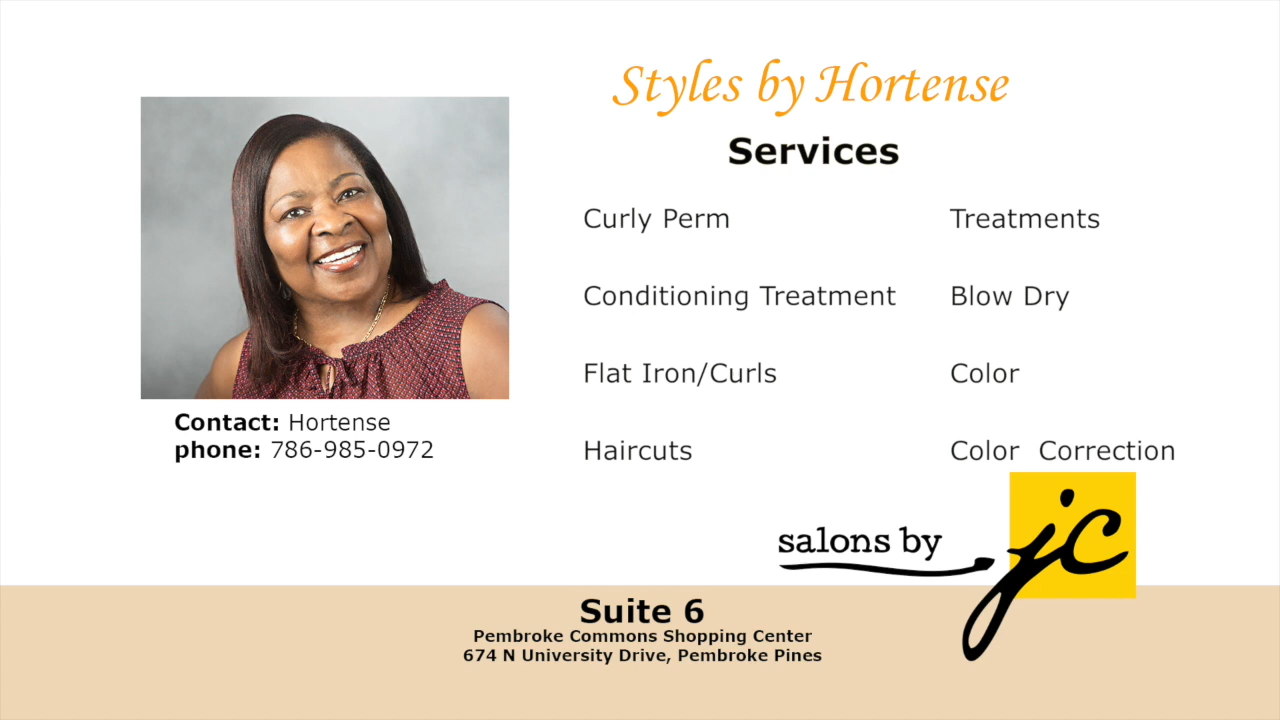 Styles by Hortense
Services
Curly Perm
Treatments
Conditioning Treatment
Blow Dry
Flat Iron/Curls
Color
Haircuts
Color Correction
Contact: Hortense
phone: 786-985-0972
salons by jc
Suite 6
Pembroke Commons Shopping Center
674 N University Drive, Pembroke Pines